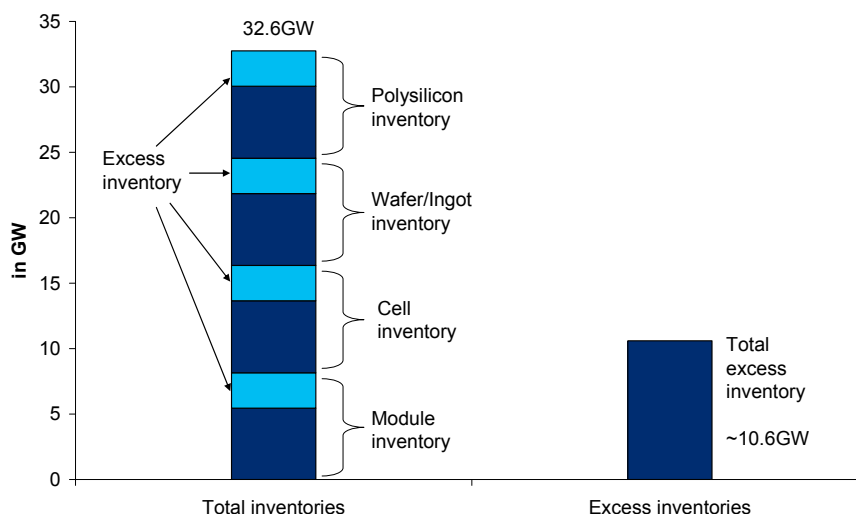 35
30
25
20
15
10
5
0
in GW
32.6GW
Excess
inventory
Polysilicon
inventory
Wafer/Ingot
inventory
Cell
inventory
Module
inventory
Total
excess
inventory
~10.6GW
Total inventories
Excess inventories